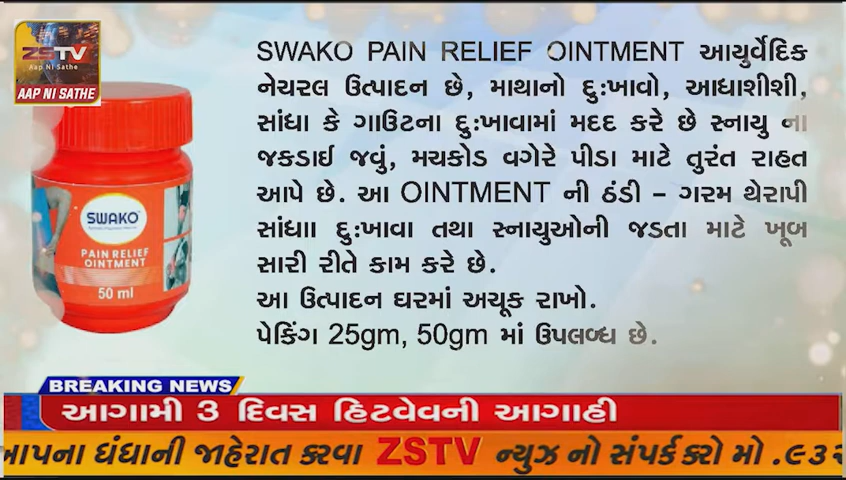 ZSTV
Aap Ni Sathe
AAP NI SATHE
SWAKO PAIN RELIEF OINTMENT આયુર્વેદિક
નેચરલ ઉત્પાદન છે, માથાનો દુઃખાવો, આધાશીશી,
સાંધા કે ગાઉટના દુઃખાવામાં મદદ કરે છે સ્નાયુ ના
જકડાઈ જવું, મચકોડ વગેરે પીડા માટે તુરંત રાહત
આપે છે. આ OINTMENT ની ઠંડી – ગરમ થેરાપી
સાંધાા દુઃખાવા તથા સ્નાયુઓની જડતા માટે ખૂબ
સારી રીતે કામ કરે છે.
આ ઉત્પાદન ઘરમાં અચૂક રાખો.
પેકિંગ 25gm, 50gm માં ઉપલબ્ધ છે.
SWAKO
PAIN RELIEF
OINTMENT
50 ml
BREAKING NEWS
આગામી 3 દિવસ હિટવેવની આગાહી
આપના ધંધાની જાહેરાત કરવા ZSTV ન્યુઝ નો સંપર્ક કરો મો .૯૩૨